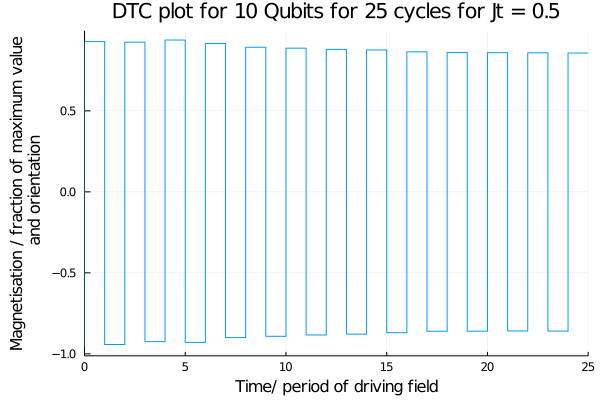 DTC plot for 10 Qubits for 25 cycles for Jt = 0.5
Magnetisation / fraction of maximum value
and orientation
0.5
0.0
−0.5
−1.0
0
5
10
15
20
25
Time/ period of driving field